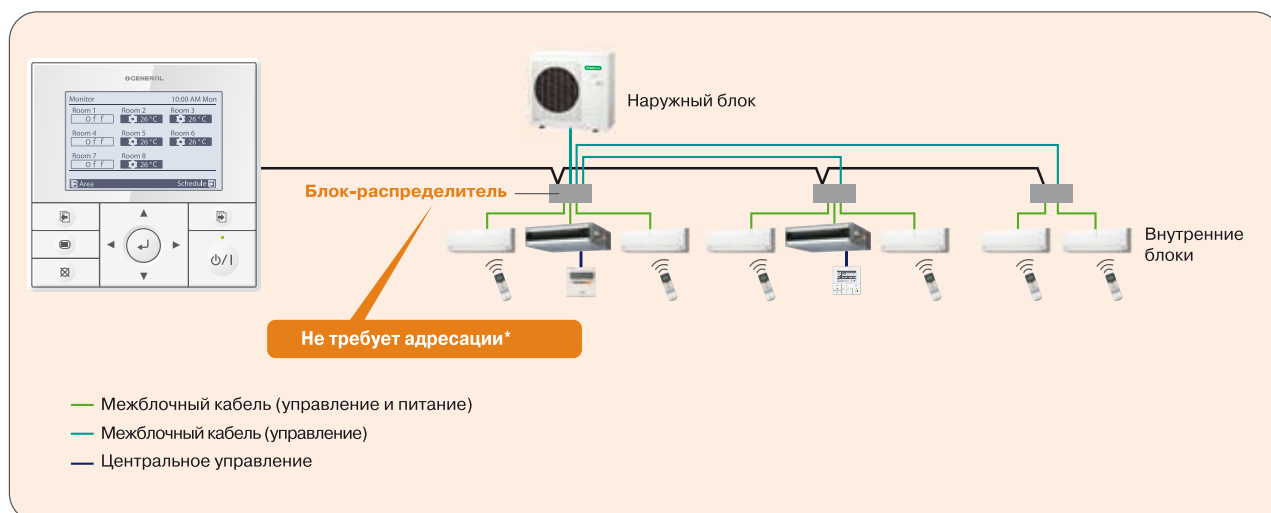 GENERAL
Monitor 10:00 AM Mon
Room 1 Room 2 Room 3
Off 26°C 26°C
Room 4 Room 5 Room 6
Off 26°C 26°C
Room 7 Room 8
Off 26°C
Area Schedule
Наружный блок
Блок-распределитель
Внутренние
блоки
Не требует адресации*
Межблочный кабель (управление и питание)
Межблочный кабель (управление)
Центральное управление